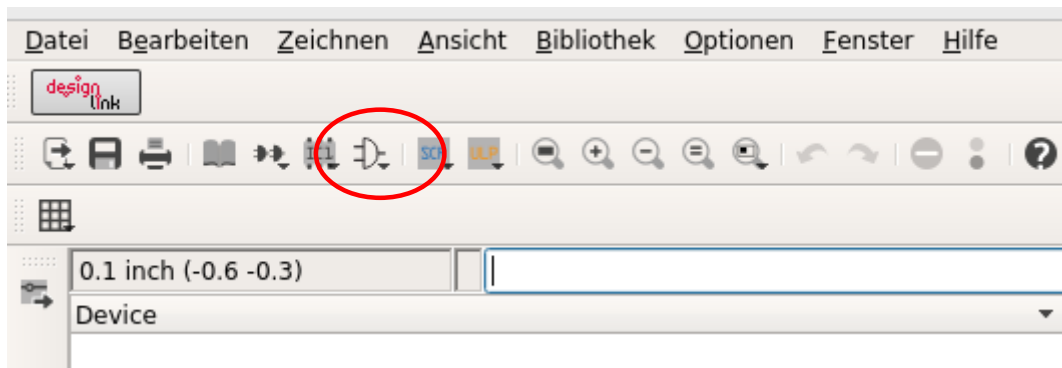 Datei Bearbeiten Zeichnen Ansicht Bibliothek Optionen Fenster Hilfe
design link
SCR ULP
0.1 inch (-0.6 -0.3)
Device